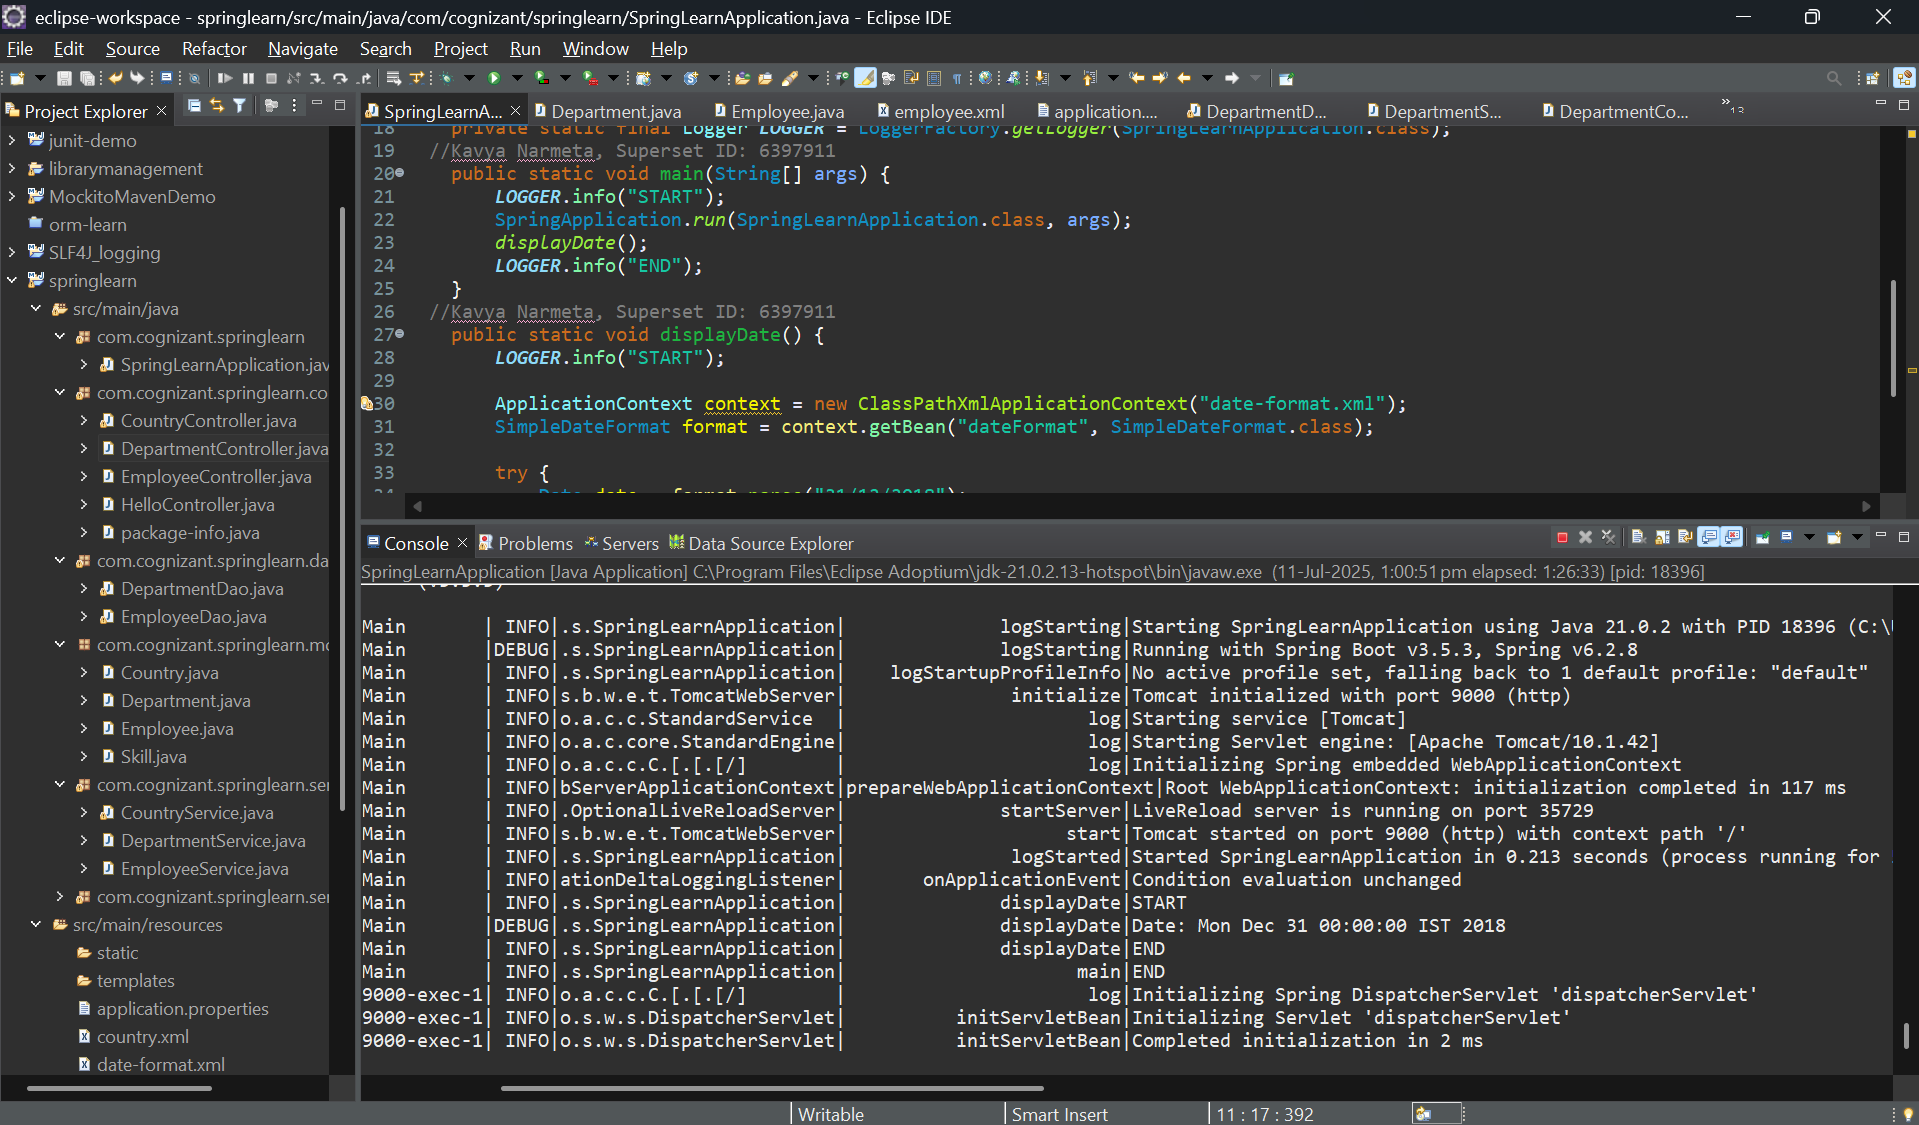 eclipse-workspace - springlearn/src/main/java/com/cognizant/springlearn/SpringLearnApplication.java - Eclipse IDE
File Edit Source Refactor Navigate Search Project Run Window Help
Project Explorer
junit-demo
librarymanagement
MockitoMavenDemo
orm-learn
SLF4J_logging
springlearn
src/main/java
com.cognizant.springlearn
SpringLearnApplication.jav
com.cognizant.springlearn.co
CountryController.java
DepartmentController.java
EmployeeController.java
HelloController.java
package-info.java
com.cognizant.springlearn.da
DepartmentDao.java
EmployeeDao.java
com.cognizant.springlearn.mo
Country.java
Department.java
Employee.java
Skill.java
com.cognizant.springlearn.ser
CountryService.java
DepartmentService.java
EmployeeService.java
com.cognizant.springlearn.ser
src/main/resources
static
templates
application.properties
country.xml
date-format.xml
SpringLearnA... Department.java Employee.java employee.xml application.... DepartmentD... DepartmentS... DepartmentCo... »13
18 private static final Logger LOGGER = LoggerFactory.getLogger(SpringLearnApplication.class);
19 //Kavya Narmeta, Superset ID: 6397911
20 public static void main(String[] args) {
21 LOGGER.info("START");
22 SpringApplication.run(SpringLearnApplication.class, args);
23 displayDate();
24 LOGGER.info("END");
25 }
26 //Kavya Narmeta, Superset ID: 6397911
27 public static void displayDate() {
28 LOGGER.info("START");
29
30 ApplicationContext context = new ClassPathXmlApplicationContext("date-format.xml");
31 SimpleDateFormat format = context.getBean("dateFormat", SimpleDateFormat.class);
32
33 try {
34 Date date = format.parse("31/12/2018");
Console Problems Servers Data Source Explorer
SpringLearnApplication [Java Application] C:\Program Files\Eclipse Adoptium\jdk-21.0.2.13-hotspot\bin\javaw.exe (11-Jul-2025, 1:00:51 pm elapsed: 1:26:33) [pid: 18396]
Main | INFO|.s.SpringLearnApplication| logStarting|Starting SpringLearnApplication using Java 21.0.2 with PID 18396 (C:\
Main |DEBUG|.s.SpringLearnApplication| logStarting|Running with Spring Boot v3.5.3, Spring v6.2.8
Main | INFO|.s.SpringLearnApplication| logStartupProfileInfo|No active profile set, falling back to 1 default profile: "default"
Main | INFO|s.b.w.e.t.TomcatWebServer| initialize|Tomcat initialized with port 9000 (http)
Main | INFO|o.a.c.c.StandardService | log|Starting service [Tomcat]
Main | INFO|o.a.c.core.StandardEngine| log|Starting Servlet engine: [Apache Tomcat/10.1.42]
Main | INFO|o.a.c.c.C.[.[.[/] | log|Initializing Spring embedded WebApplicationContext
Main | INFO|bServerApplicationContext|prepareWebApplicationContext|Root WebApplicationContext: initialization completed in 117 ms
Main | INFO|.OptionalLiveReloadServer| startServer|LiveReload server is running on port 35729
Main | INFO|s.b.w.e.t.TomcatWebServer| start|Tomcat started on port 9000 (http) with context path '/'
Main | INFO|.s.SpringLearnApplication| logStarted|Started SpringLearnApplication in 0.213 seconds (process running for
Main | INFO|ationDeltaLoggingListener| onApplicationEvent|Condition evaluation unchanged
Main | INFO|.s.SpringLearnApplication| displayDate|START
Main |DEBUG|.s.SpringLearnApplication| displayDate|Date: Mon Dec 31 00:00:00 IST 2018
Main | INFO|.s.SpringLearnApplication| displayDate|END
Main | INFO|.s.SpringLearnApplication| main|END
9000-exec-1| INFO|o.a.c.c.C.[.[.[/] | log|Initializing Spring DispatcherServlet 'dispatcherServlet'
9000-exec-1| INFO|o.s.w.s.DispatcherServlet| initServletBean|Initializing Servlet 'dispatcherServlet'
9000-exec-1| INFO|o.s.w.s.DispatcherServlet| initServletBean|Completed initialization in 2 ms
Writable Smart Insert 11 : 17 : 392